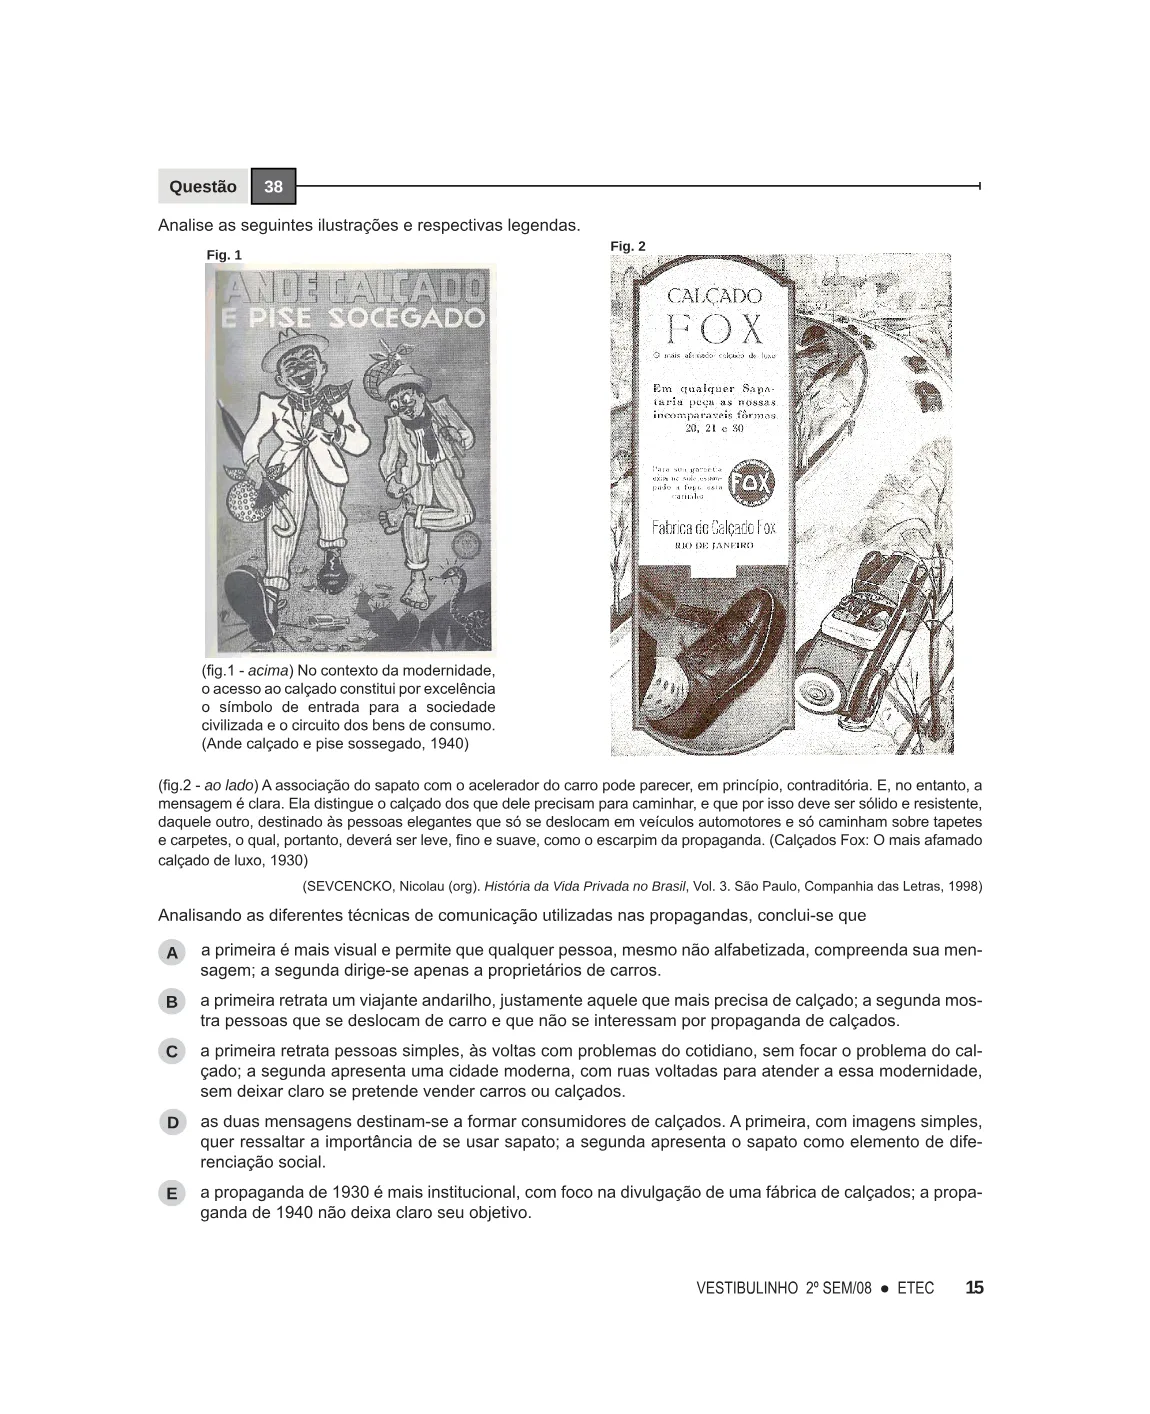 Questão 38
Analise as seguintes ilustrações e respectivas legendas.
Fig. 1
ANDE CALÇADO
E PISE SOCEGADO
(fig.1 - acima) No contexto da modernidade,
o acesso ao calçado constitui por excelência
o símbolo de entrada para a sociedade
civilizada e o circuito dos bens de consumo.
(Ande calçado e pise sossegado, 1940)
Fig. 2
CALÇADO
FOX
O mais afamado calçado de luxo
Em qualquer Sapa-
taria peça as nossas
incomparaveis fôrmas
20, 21 e 30
Para sua garantia
FOX
Fabrica de Calçado Fox
RIO DE JANEIRO
(fig.2 - ao lado) A associação do sapato com o acelerador do carro pode parecer, em princípio, contraditória. E, no entanto, a
mensagem é clara. Ela distingue o calçado dos que dele precisam para caminhar, e que por isso deve ser sólido e resistente,
daquele outro, destinado às pessoas elegantes que só se deslocam em veículos automotores e só caminham sobre tapetes
e carpetes, o qual, portanto, deverá ser leve, fino e suave, como o escarpim da propaganda. (Calçados Fox: O mais afamado
calçado de luxo, 1930)
(SEVCENCKO, Nicolau (org). História da Vida Privada no Brasil, Vol. 3. São Paulo, Companhia das Letras, 1998)
Analisando as diferentes técnicas de comunicação utilizadas nas propagandas, conclui-se que
A a primeira é mais visual e permite que qualquer pessoa, mesmo não alfabetizada, compreenda sua men-
sagem; a segunda dirige-se apenas a proprietários de carros.
B a primeira retrata um viajante andarilho, justamente aquele que mais precisa de calçado; a segunda mos-
tra pessoas que se deslocam de carro e que não se interessam por propaganda de calçados.
C a primeira retrata pessoas simples, às voltas com problemas do cotidiano, sem focar o problema do cal-
çado; a segunda apresenta uma cidade moderna, com ruas voltadas para atender a essa modernidade,
sem deixar claro se pretende vender carros ou calçados.
D as duas mensagens destinam-se a formar consumidores de calçados. A primeira, com imagens simples,
quer ressaltar a importância de se usar sapato; a segunda apresenta o sapato como elemento de dife-
renciação social.
E a propaganda de 1930 é mais institucional, com foco na divulgação de uma fábrica de calçados; a propa-
ganda de 1940 não deixa claro seu objetivo.
VESTIBULINHO 2º SEM/08 ● ETEC 15